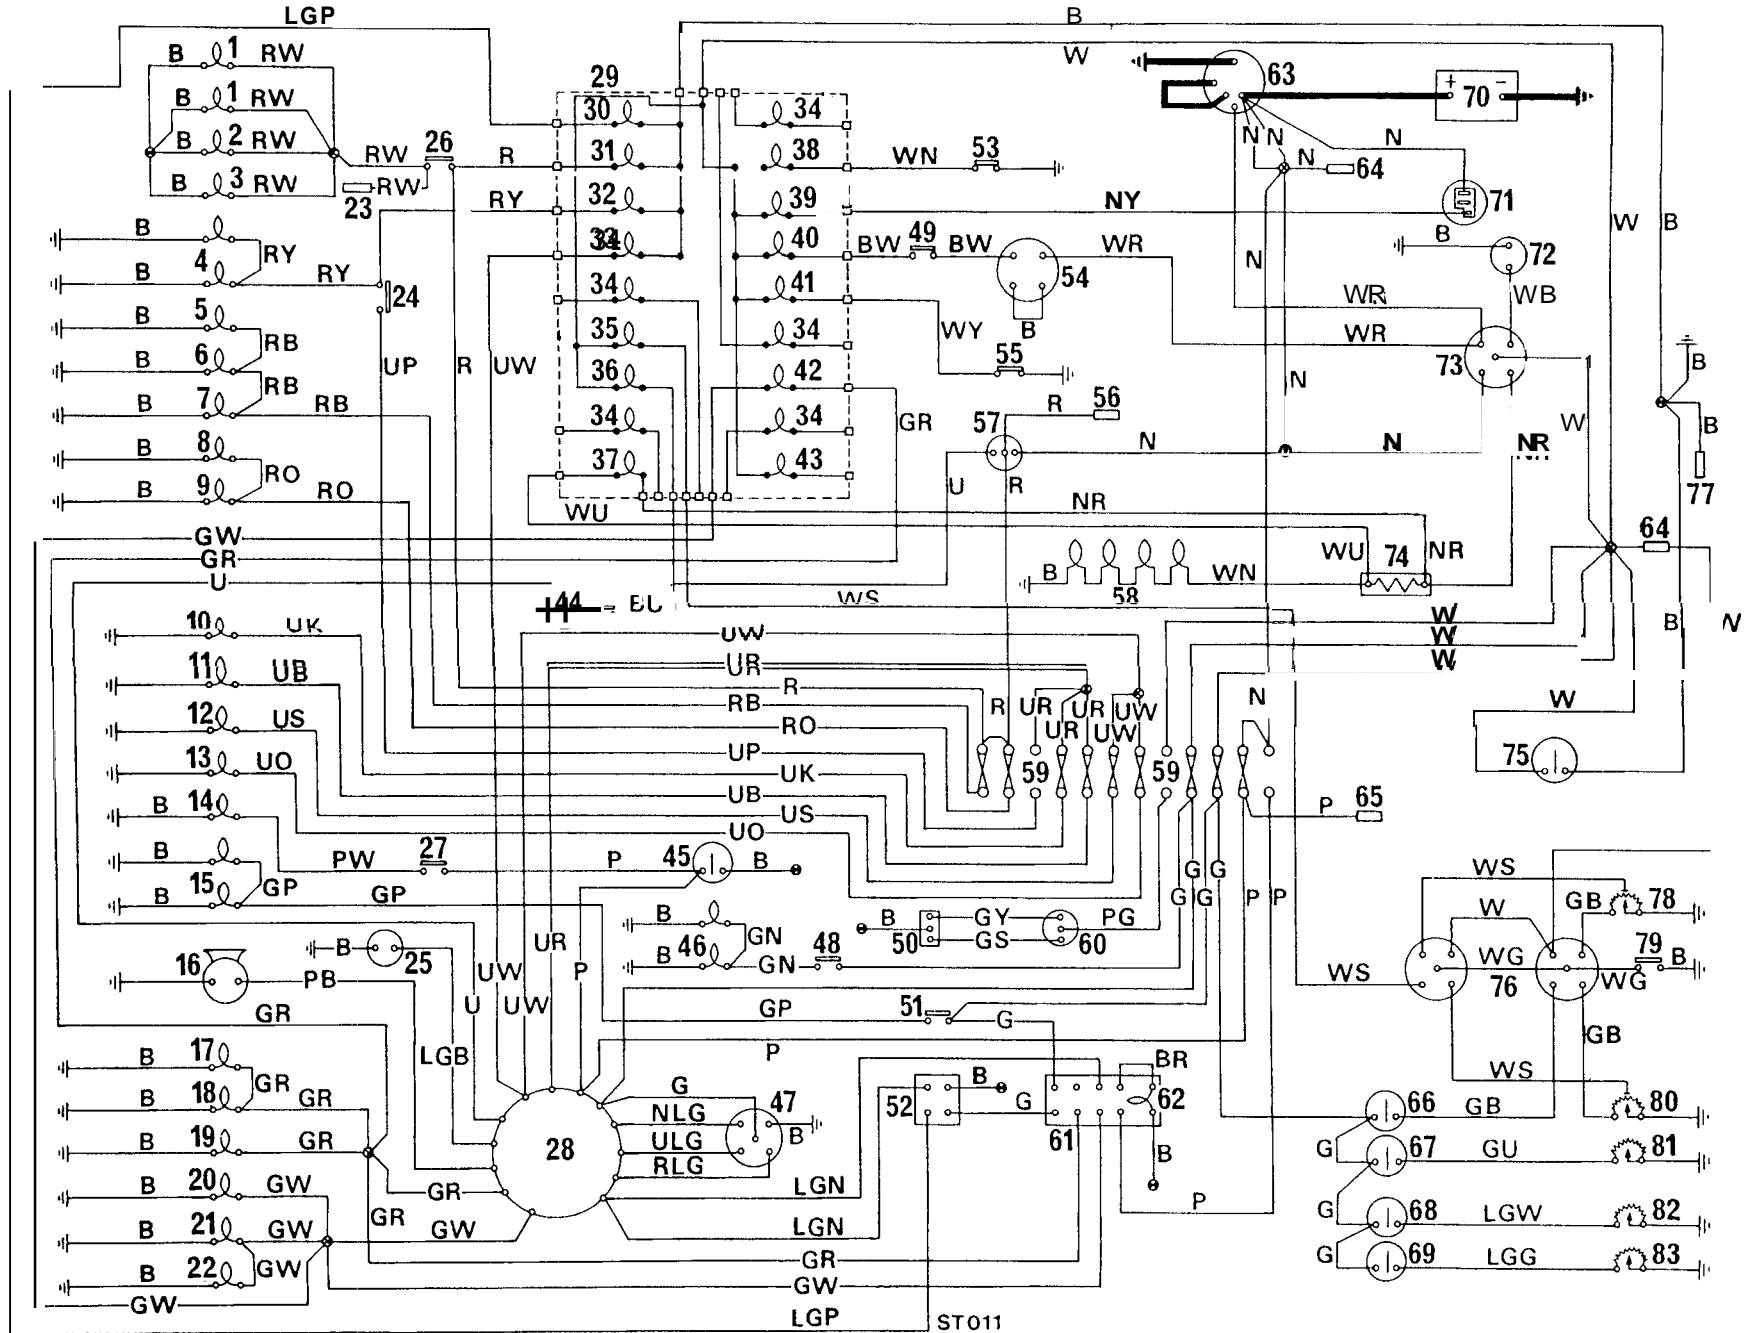 LGP B
B 1 RW W
29 63
B 1 RW 30 34 + 70 -
B 2 RW 26 N N N
RW R 31 38 WN 53 N 64
B 3 RW RW
23 RY 32 39 NY 71
B W B
RY 33 40 BW 49 BW WR B 72
B 4 RY 54 N
24 34 41 WR WB
B 5 B
RB WY
B 6 UP R UW 35 34 WR 73
RB 55 B
B 7 RB 36 42 N
R 56
B 8 34 34 GR 57 W
RO N N NR B
B 9 RO 37 43 U R 77
WU NR
GW 64
GR WU 74 NR
U B WN
44 = BU WS 58
10 UK UW W B W
W
B 11 UB UR W
R N
RB R UR UR UW W
B 12 US RO UR UW
UP 75
B 13 UO UK 59 59
UB
B 14 US P 65
UO
B PW 27 P 45 B
GP G G
B 15 GP WS
B G G P P W GB 78
GN B GY PG
16 B 25 UR B 46 GN 48 50 GS 60 79
PB UW P WS WG WG B
U UW 76
GR GP 51 G GB
B 17 LGB P
GR BR WS
B 18 GR G B
NLG 47 52 G 62 66 GB 80
B 19 GR 28 ULG B 61
RLG B G 67 GU 81
B 20 GW GR LGN
GR P
B 21 GW GW LGN G 68 LGW 82
GR
B 22 GW G 69 LGG 83
GW GW
LGP ST011